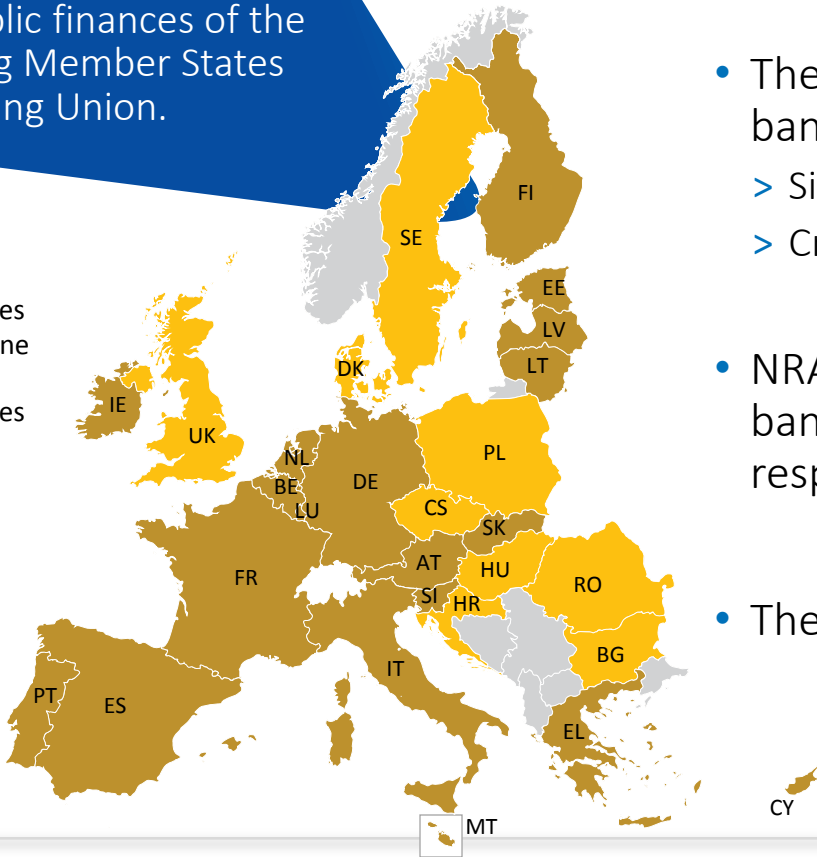 blic finances of the
g Member States
ing Union.
es
ne
es
• The
ban
> Si
> Cr
• NRA
ban
resp
• The
FI
SE
EE
LV
LT
DK
IE
UK
NL
BE
LU
DE
PL
CS
SK
AT
HU
SI
HR
RO
FR
BG
IT
PT
ES
EL
CY
MT